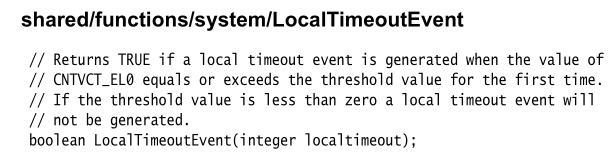 shared/functions/system/LocalTimeoutEvent
// Returns TRUE if a local timeout event is generated when the value of
// CNTVCT_EL0 equals or exceeds the threshold value for the first time.
// If the threshold value is less than zero a local timeout event will
// not be generated.
boolean LocalTimeoutEvent(integer localtimeout);